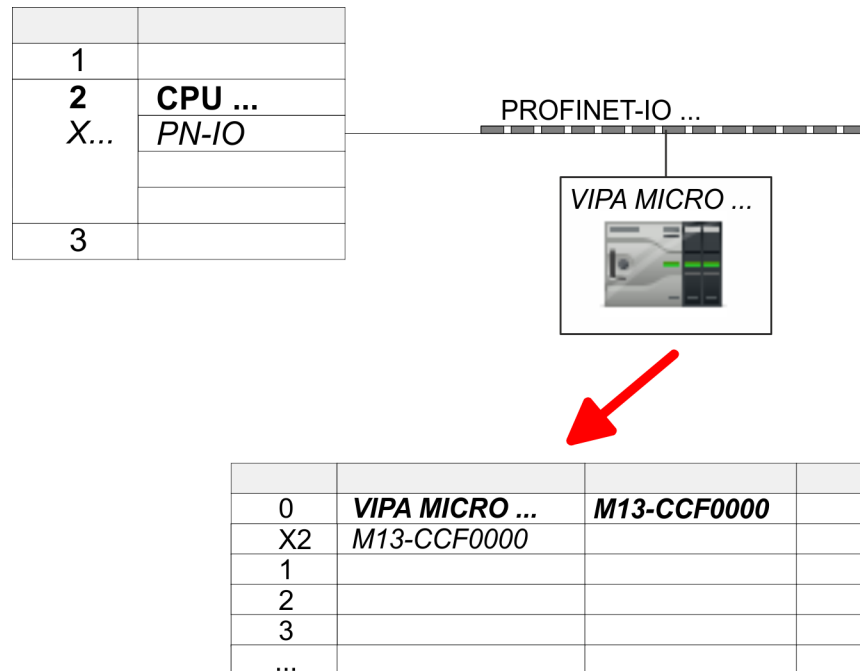 1
2 CPU ...
X... PN-IO
3
PROFINET-IO ...
VIPA MICRO ...
0 VIPA MICRO ... M13-CCF0000
X2 M13-CCF0000
1
2
3
...